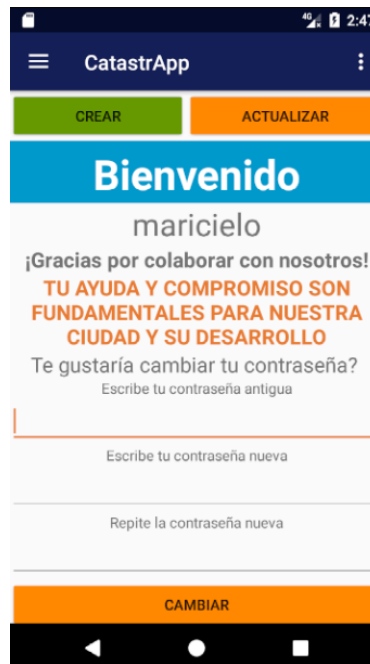 4G 2:47
CatastrApp
CREAR ACTUALIZAR
Bienvenido
maricielo
¡Gracias por colaborar con nosotros!
TU AYUDA Y COMPROMISO SON
FUNDAMENTALES PARA NUESTRA
CIUDAD Y SU DESARROLLO
Te gustaría cambiar tu contraseña?
Escribe tu contraseña antigua
Escribe tu contraseña nueva
Repite la contraseña nueva
CAMBIAR